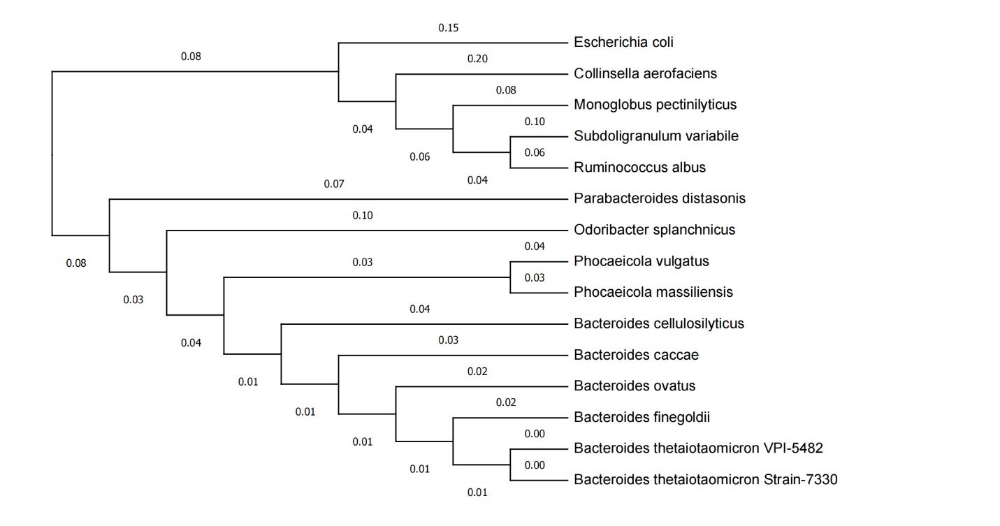 0.15
Escherichia coli
0.08
0.20
Collinsella aerofaciens
0.08
Monoglobus pectinilyticus
0.10
0.04
Subdoligranulum variabile
0.06
0.06
Ruminococcus albus
0.04
0.07
Parabacteroides distasonis
0.10
Odoribacter splanchnicus
0.04
0.08
0.03
Phocaeicola vulgatus
0.03
0.03
Phocaeicola massiliensis
0.04
Bacteroides cellulosilyticus
0.04
0.03
Bacteroides caccae
0.02
0.01
Bacteroides ovatus
0.02
0.01
Bacteroides finegoldii
0.00
0.01
Bacteroides thetaiotaomicron VPI-5482
0.00
0.01
Bacteroides thetaiotaomicron Strain-7330
0.01